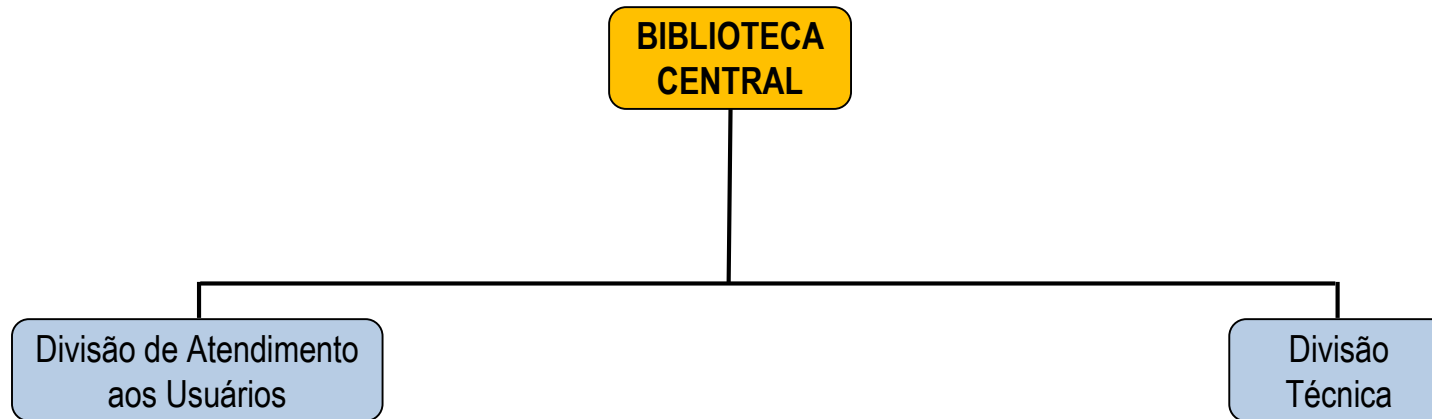 BIBLIOTECA
CENTRAL
Divisão de Atendimento
aos Usuários
Divisão
Técnica